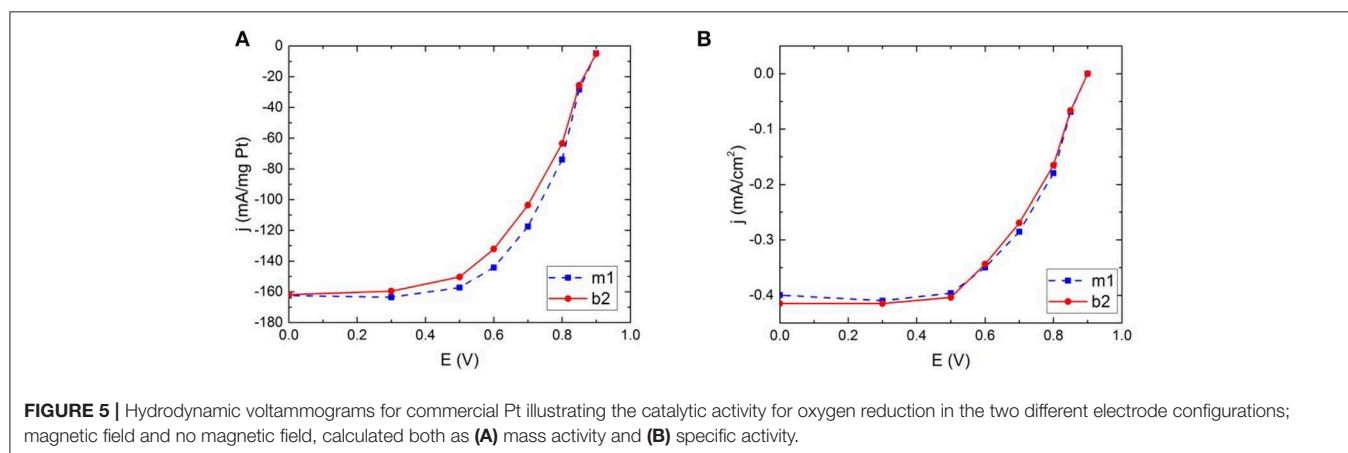 A
0
-20
-40
-60
-80
-100
-120
-140
-160
-180
j (mA/mg Pt)
m1
b2
0.0 0.2 0.4 0.6 0.8 1.0
E (V)
B
0.0
-0.1
-0.2
-0.3
-0.4
j (mA/cm²)
m1
b2
0.0 0.2 0.4 0.6 0.8 1.0
E (V)
FIGURE 5 | Hydrodynamic voltammograms for commercial Pt illustrating the catalytic activity for oxygen reduction in the two different electrode configurations;
magnetic field and no magnetic field, calculated both as (A) mass activity and (B) specific activity.